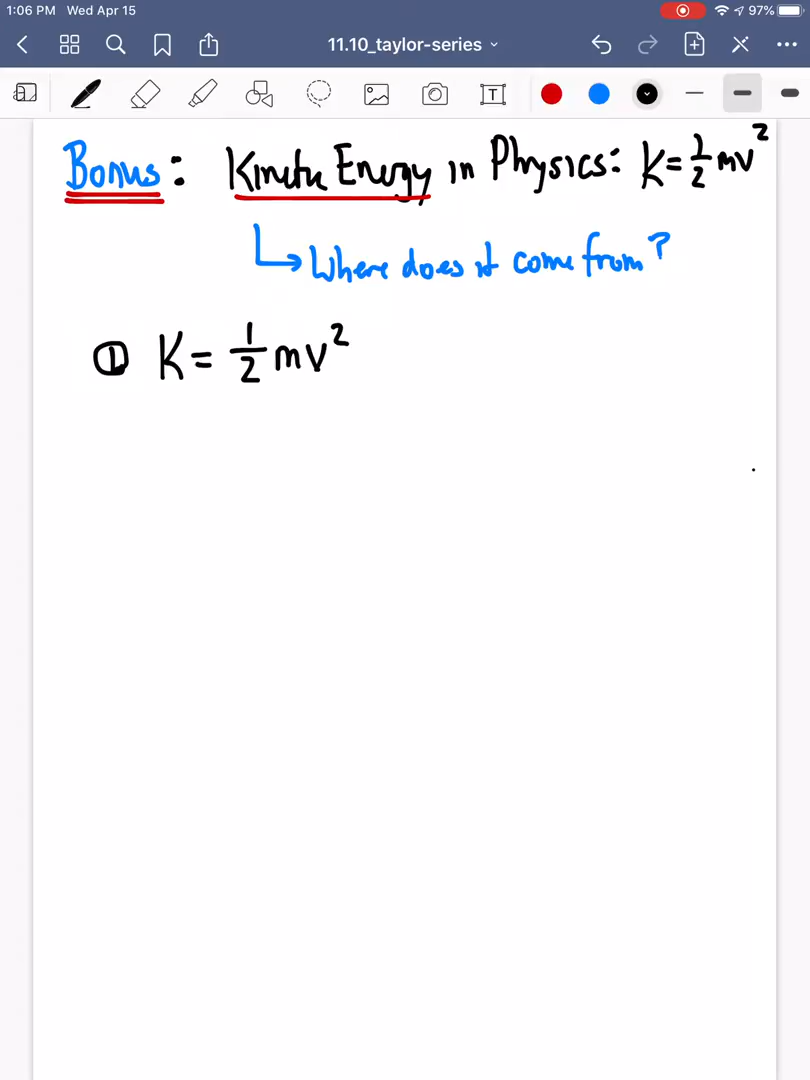 1:06 PM Wed Apr 15 97%
11.10_taylor-series
T
Bonus: Kinetic Energy in Physics: K=½mv²
↳ Where does it come from?
① K = ½mv²